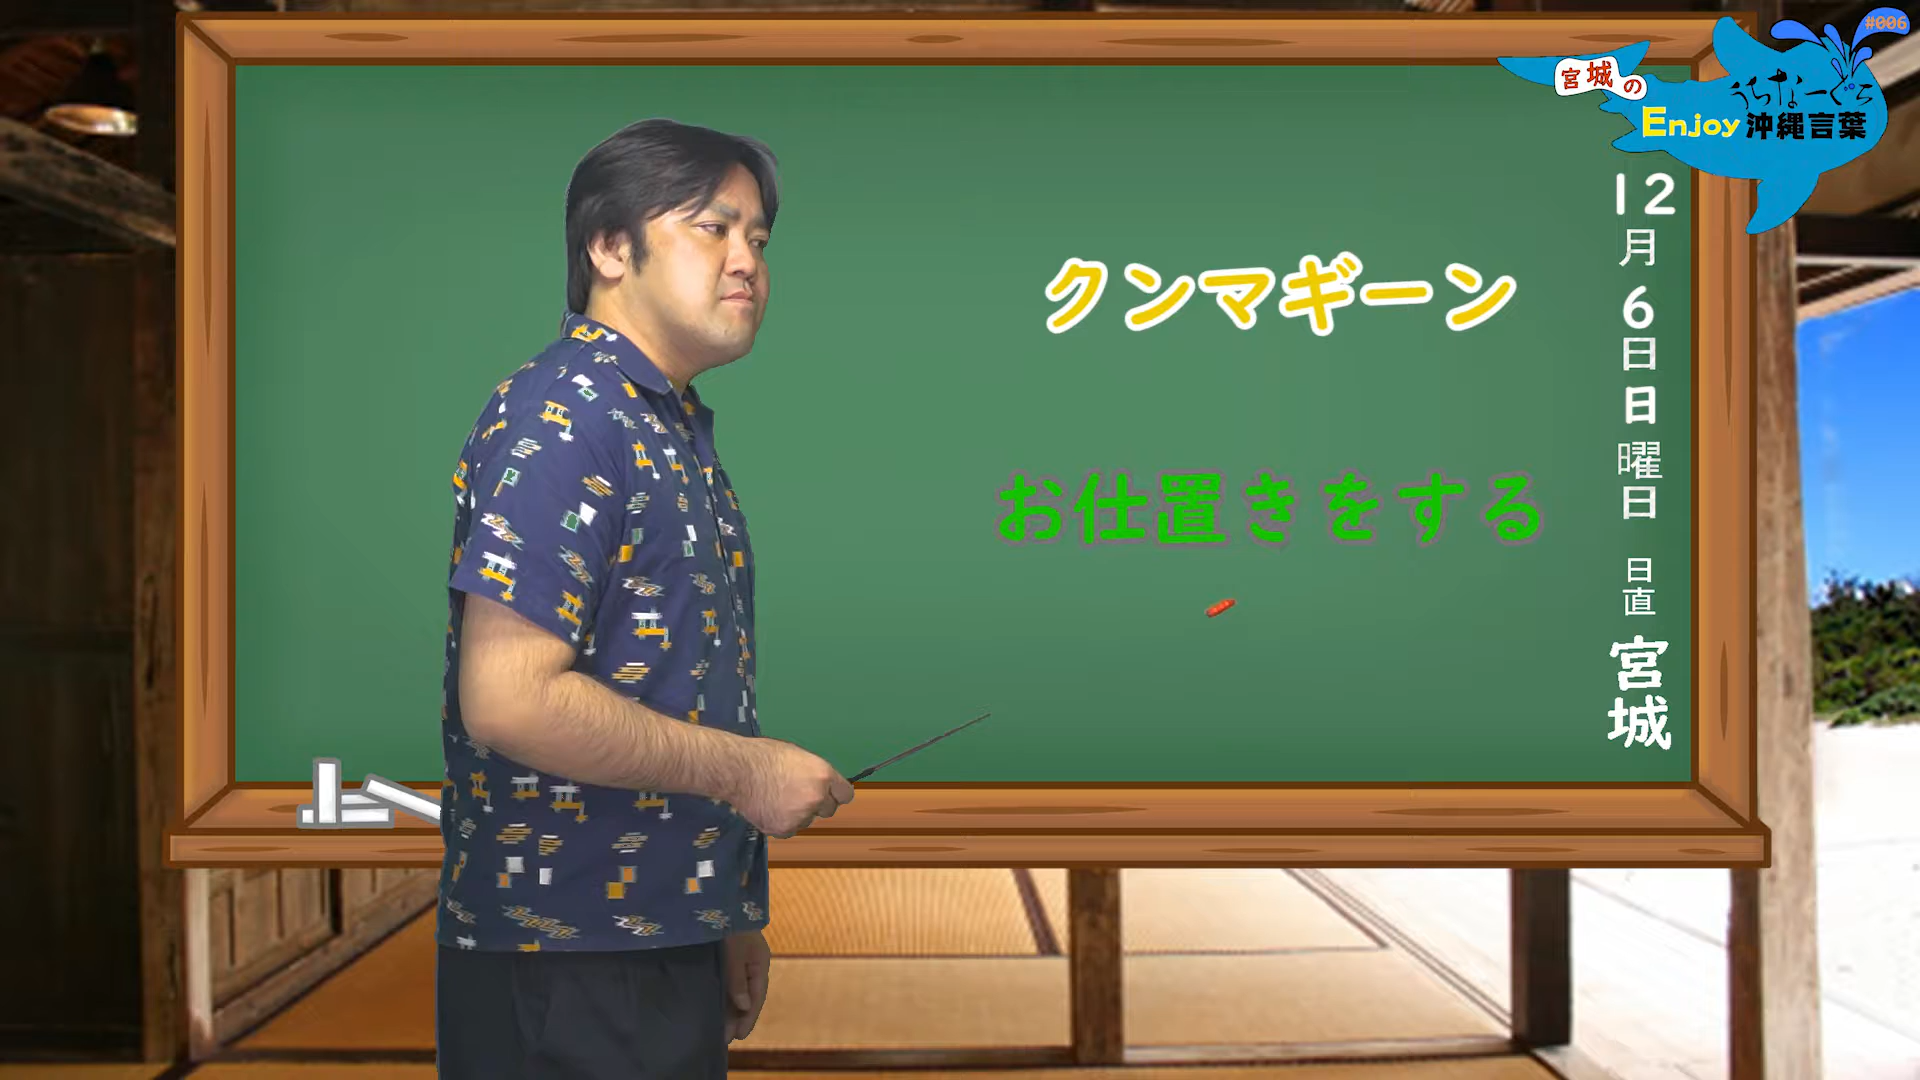 #006
宮城の
うちなーぐち
Enjoy沖縄言葉
クンマギーン
お仕置きをする
12月6日日曜日 日直 宮城